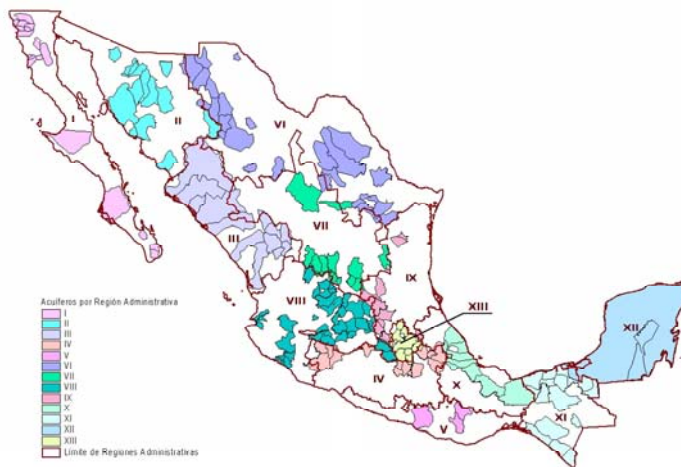 I
II
VI
III
VII
IX
VIII
XIII
XII
IV
X
XI
V
Acuíferos por Región Administrativa
I
II
III
IV
V
VI
VII
VIII
IX
X
XI
XII
XIII
Límite de Regiones Administrativas